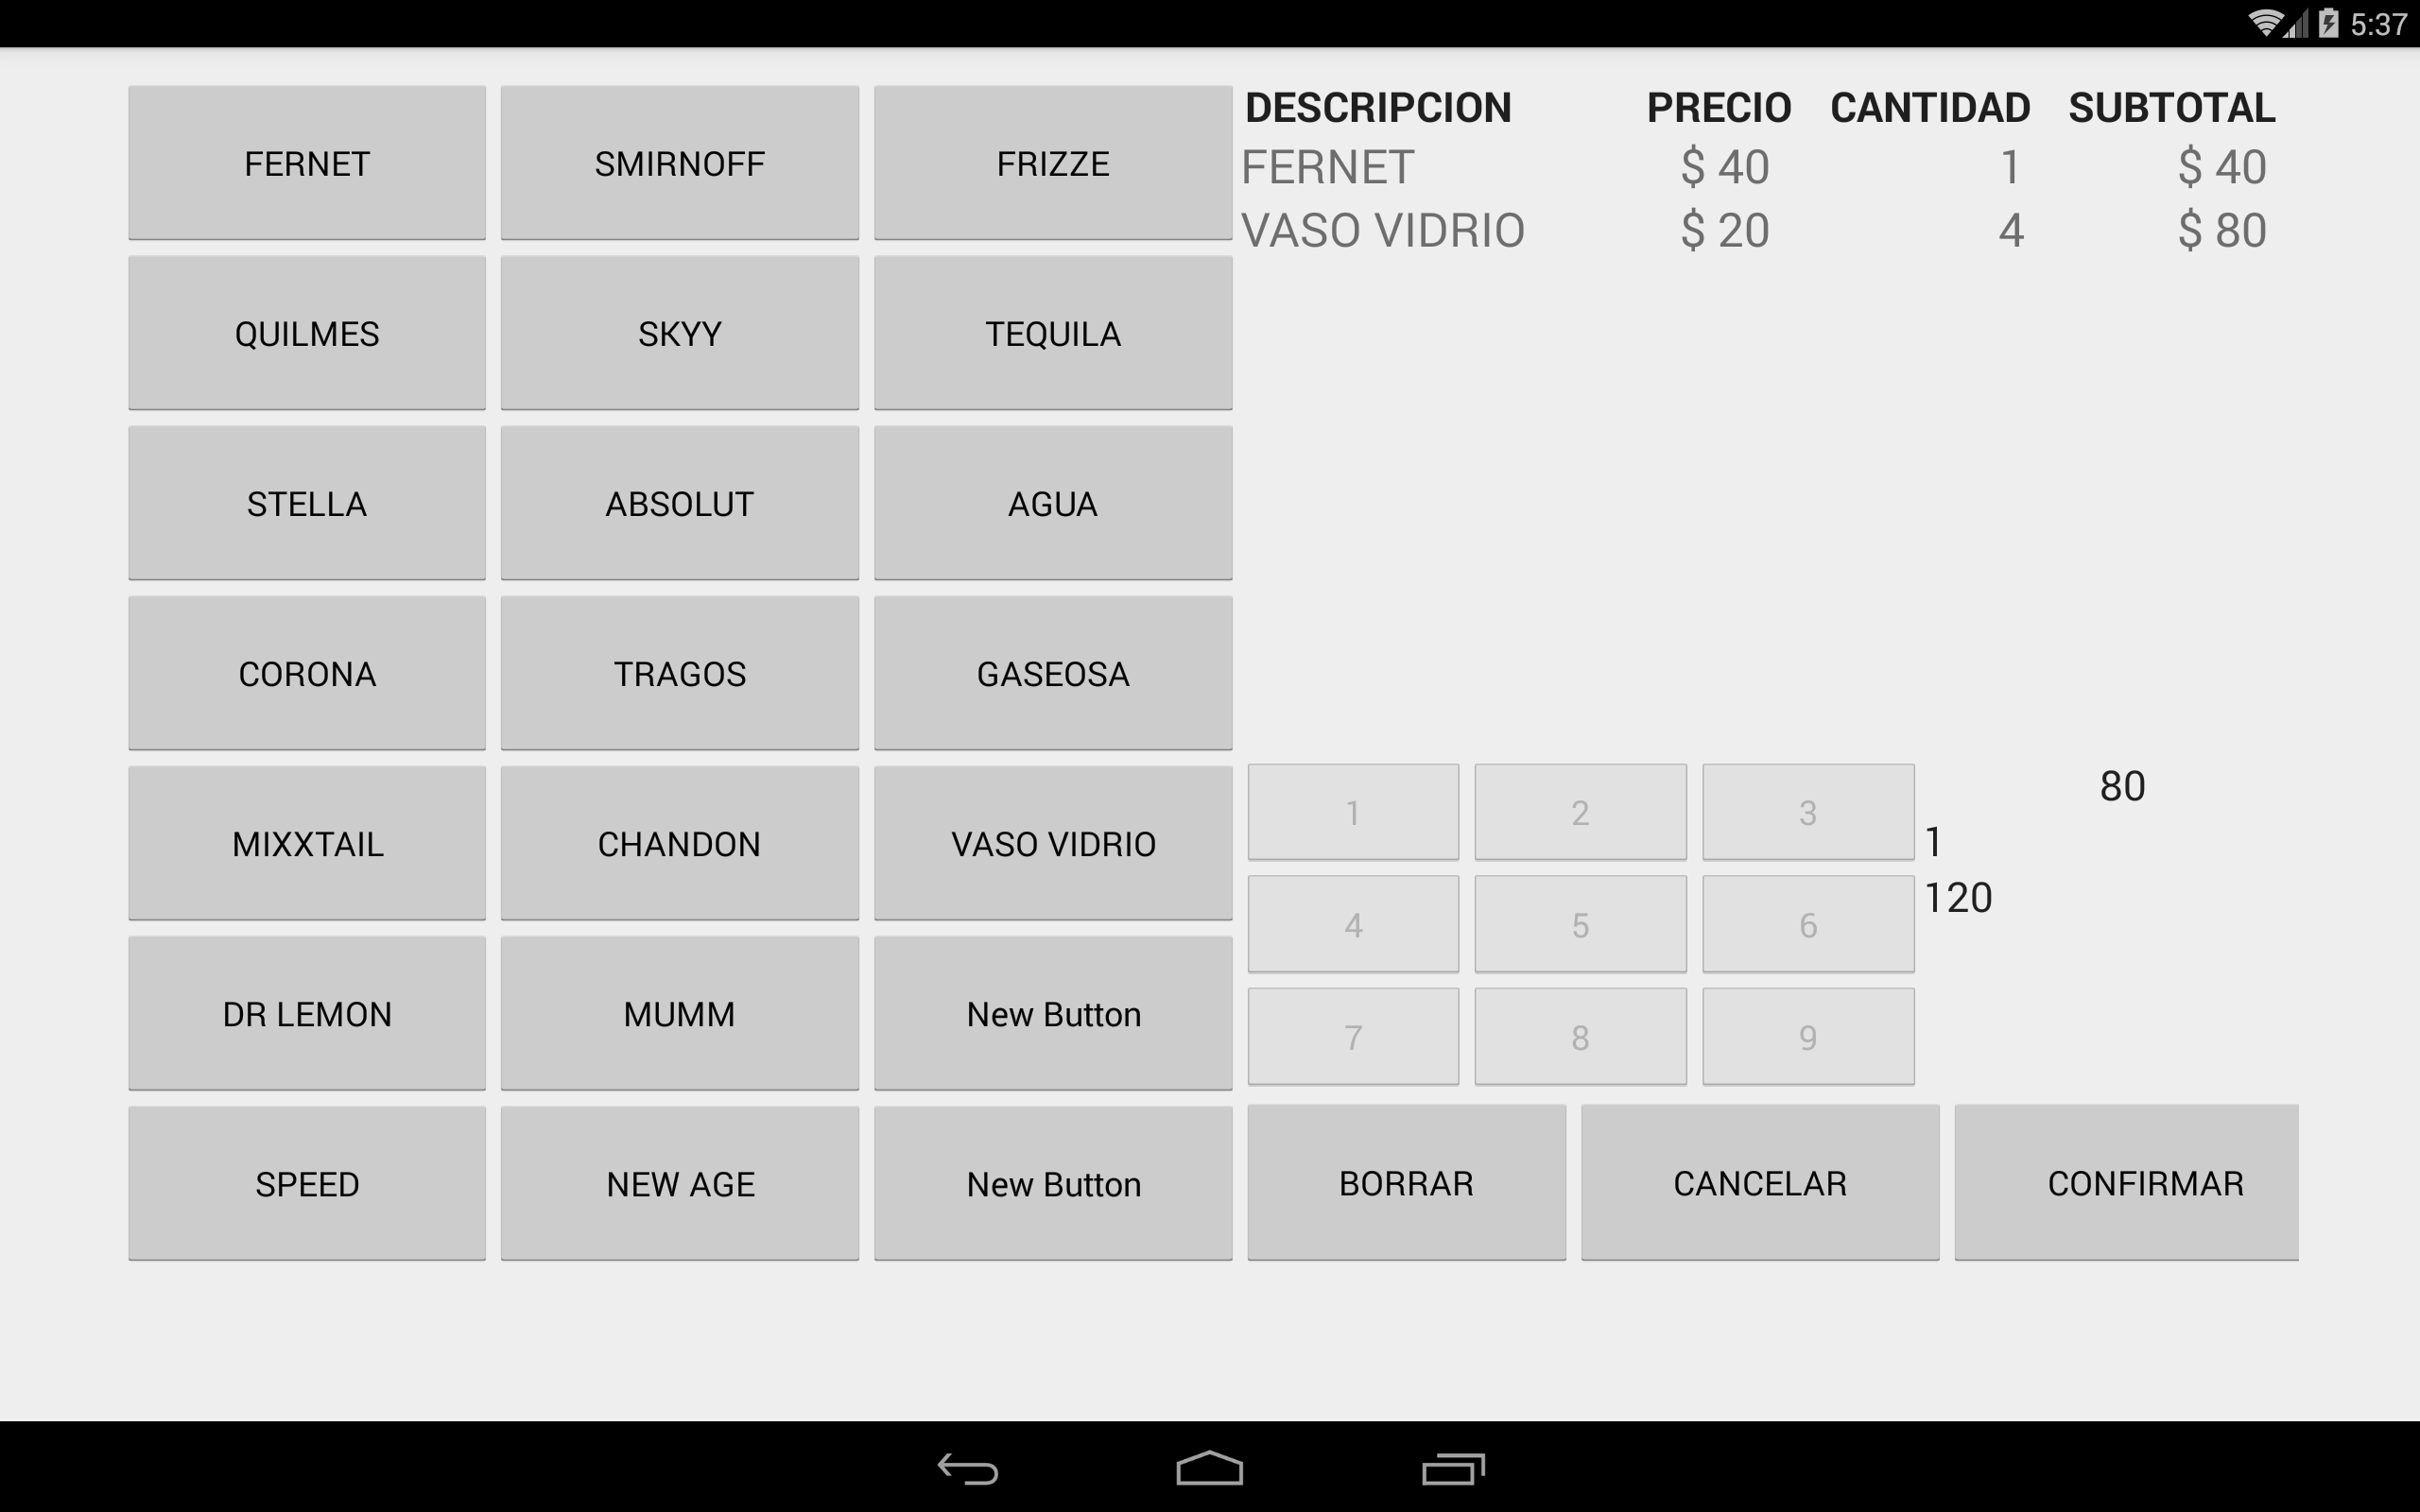 5:37
FERNET SMIRNOFF FRIZZE
QUILMES SKYY TEQUILA
STELLA ABSOLUT AGUA
CORONA TRAGOS GASEOSA
MIXXTAIL CHANDON VASO VIDRIO
DR LEMON MUMM New Button
SPEED NEW AGE New Button
DESCRIPCION PRECIO CANTIDAD SUBTOTAL
FERNET $ 40 1 $ 40
VASO VIDRIO $ 20 4 $ 80
80
1 2 3
1
120
4 5 6
7 8 9
BORRAR CANCELAR CONFIRMAR